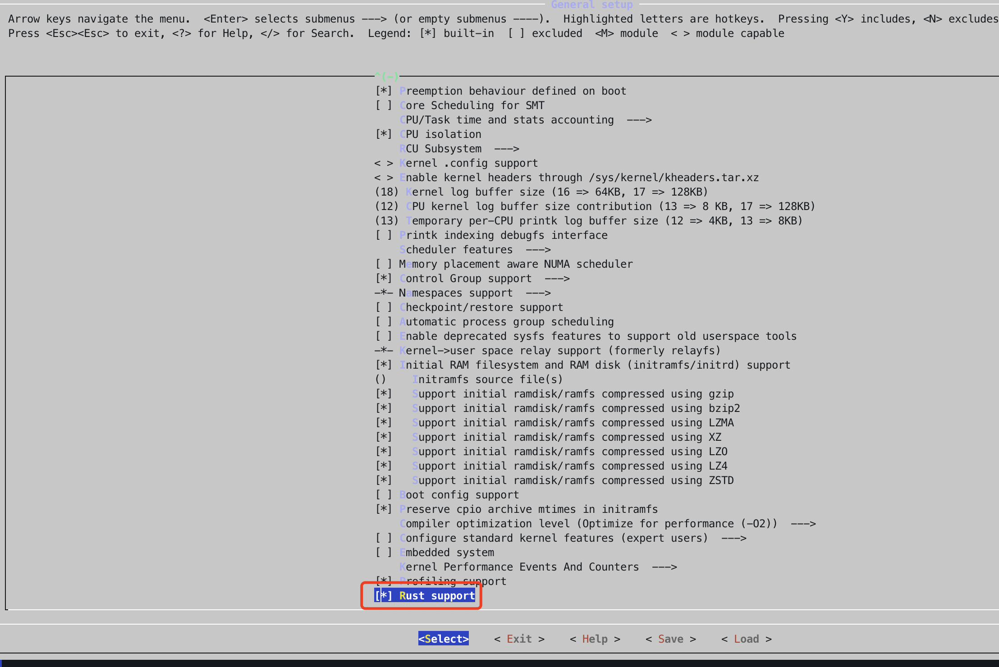 General setup
Arrow keys navigate the menu.  <Enter> selects submenus ---> (or empty submenus ----).  Highlighted letters are hotkeys.  Pressing <Y> includes, <N> excludes
Press <Esc><Esc> to exit, <?> for Help, </> for Search.  Legend: [*] built-in  [ ] excluded  <M> module  < > module capable
^(-)
[*] Preemption behaviour defined on boot
[ ] Core Scheduling for SMT
    CPU/Task time and stats accounting  --->
[*] CPU isolation
    RCU Subsystem  --->
< > Kernel .config support
< > Enable kernel headers through /sys/kernel/kheaders.tar.xz
(18) Kernel log buffer size (16 => 64KB, 17 => 128KB)
(12) CPU kernel log buffer size contribution (13 => 8 KB, 17 => 128KB)
(13) Temporary per-CPU printk log buffer size (12 => 4KB, 13 => 8KB)
[ ] Printk indexing debugfs interface
    Scheduler features  --->
[ ] Memory placement aware NUMA scheduler
[*] Control Group support  --->
-*- Namespaces support  --->
[ ] Checkpoint/restore support
[ ] Automatic process group scheduling
[ ] Enable deprecated sysfs features to support old userspace tools
-*- Kernel->user space relay support (formerly relayfs)
[*] Initial RAM filesystem and RAM disk (initramfs/initrd) support
()    Initramfs source file(s)
[*]   Support initial ramdisk/ramfs compressed using gzip
[*]   Support initial ramdisk/ramfs compressed using bzip2
[*]   Support initial ramdisk/ramfs compressed using LZMA
[*]   Support initial ramdisk/ramfs compressed using XZ
[*]   Support initial ramdisk/ramfs compressed using LZO
[*]   Support initial ramdisk/ramfs compressed using LZ4
[*]   Support initial ramdisk/ramfs compressed using ZSTD
[ ] Boot config support
[*] Preserve cpio archive mtimes in initramfs
    Compiler optimization level (Optimize for performance (-O2))  --->
[ ] Configure standard kernel features (expert users)  --->
[ ] Embedded system
    Kernel Performance Events And Counters  --->
[*] Profiling support
[*] Rust support
<Select>    < Exit >    < Help >    < Save >    < Load >